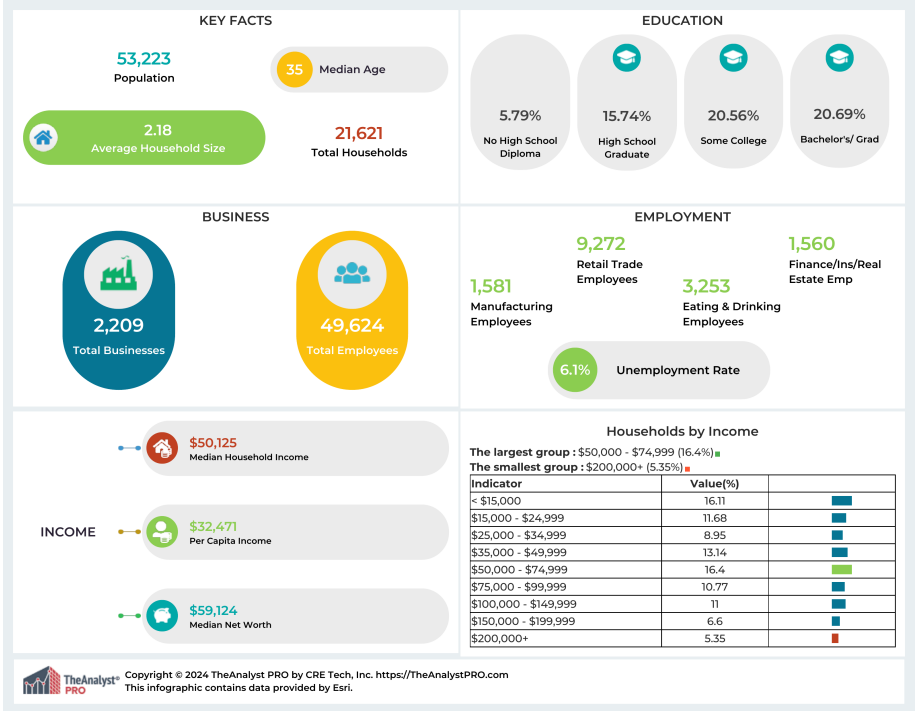 KEY FACTS
53,223
Population
35
Median Age
2.18
Average Household Size
21,621
Total Households
EDUCATION
5.79%
No High School
Diploma
15.74%
High School
Graduate
20.56%
Some College
20.69%
Bachelor's/ Grad
BUSINESS
2,209
Total Businesses
49,624
Total Employees
EMPLOYMENT
1,581
Manufacturing
Employees
9,272
Retail Trade
Employees
3,253
Eating & Drinking
Employees
1,560
Finance/Ins/Real
Estate Emp
6.1%
Unemployment Rate
INCOME
$50,125
Median Household Income
$32,471
Per Capita Income
$59,124
Median Net Worth
Households by Income
The largest group : $50,000 - $74,999 (16.4%)
The smallest group : $200,000+ (5.35%)
Indicator Value(%)
< $15,000 16.11
$15,000 - $24,999 11.68
$25,000 - $34,999 8.95
$35,000 - $49,999 13.14
$50,000 - $74,999 16.4
$75,000 - $99,999 10.77
$100,000 - $149,999 11
$150,000 - $199,999 6.6
$200,000+ 5.35
TheAnalyst®
PRO
Copyright © 2024 TheAnalyst PRO by CRE Tech, Inc. https://TheAnalystPRO.com
This infographic contains data provided by Esri.